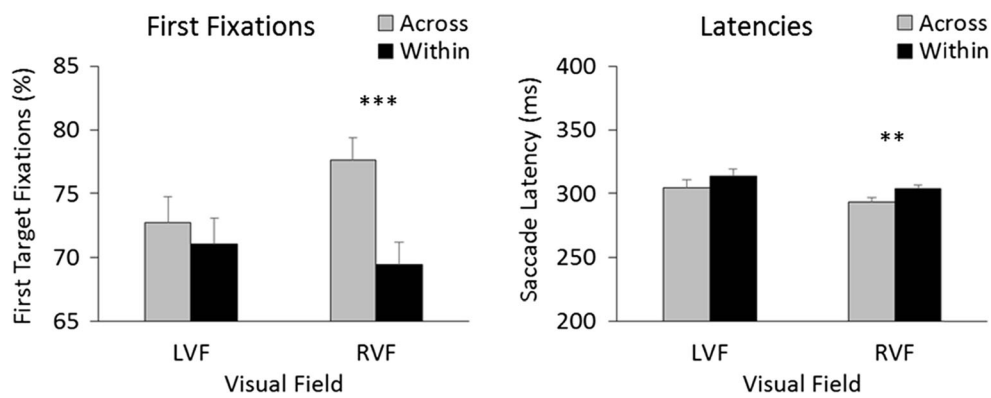 First Fixations
Across
Within
First Target Fixations (%)
85
80
75
70
65
***
LVF
RVF
Visual Field
Latencies
Across
Within
Saccade Latency (ms)
400
350
300
250
200
**
LVF
RVF
Visual Field